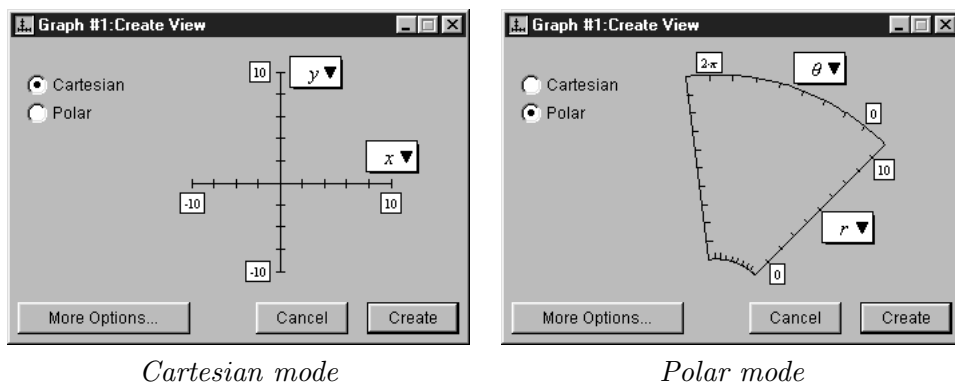 Graph #1:Create View
Cartesian
Polar
10
y
x
-10
10
-10
More Options...
Cancel
Create
Cartesian mode
Graph #1:Create View
Cartesian
Polar
2·π
θ
0
10
r
0
More Options...
Cancel
Create
Polar mode